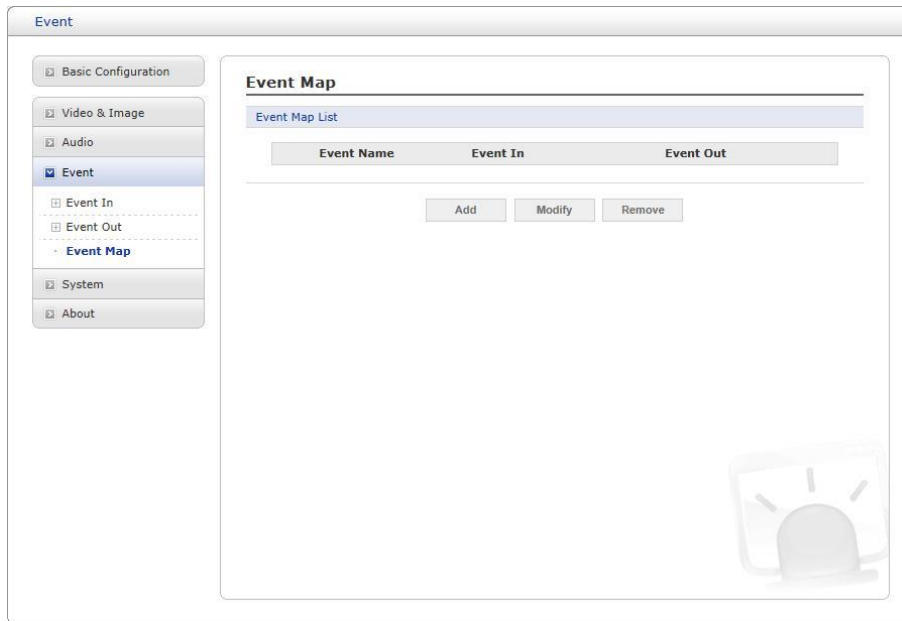 Event
Basic Configuration
Video & Image
Audio
Event
Event In
Event Out
Event Map
System
About
Event Map
Event Map List
Event Name Event In Event Out
Add Modify Remove